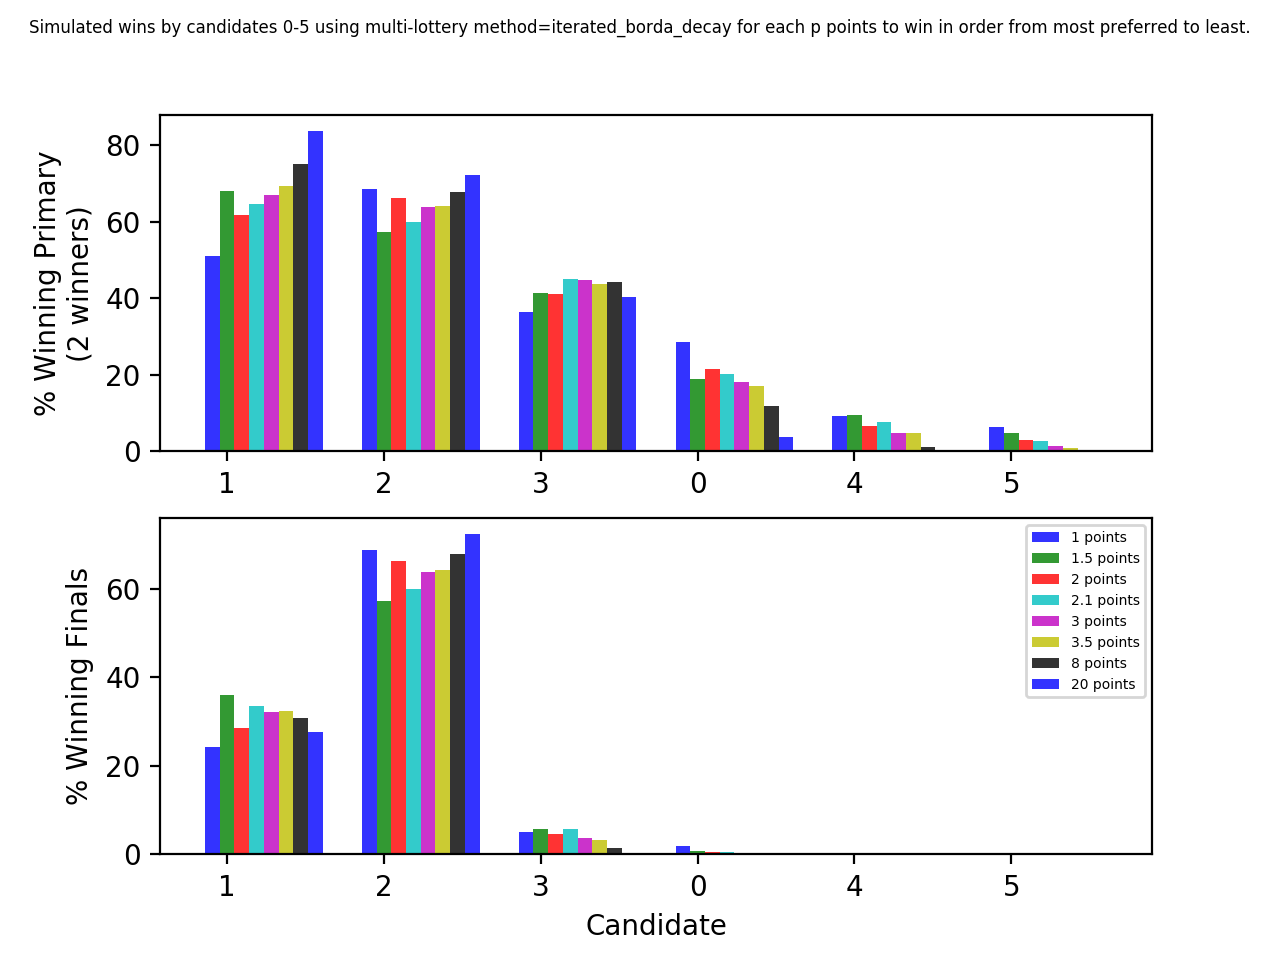 Simulated wins by candidates 0-5 using multi-lottery method=iterated_borda_decay for each p points to win in order from most preferred to least.
% Winning Primary
(2 winners)
80
60
40
20
0
1 2 3 0 4 5
% Winning Finals
60
40
20
0
1 points
1.5 points
2 points
2.1 points
3 points
3.5 points
8 points
20 points
1 2 3 0 4 5
Candidate